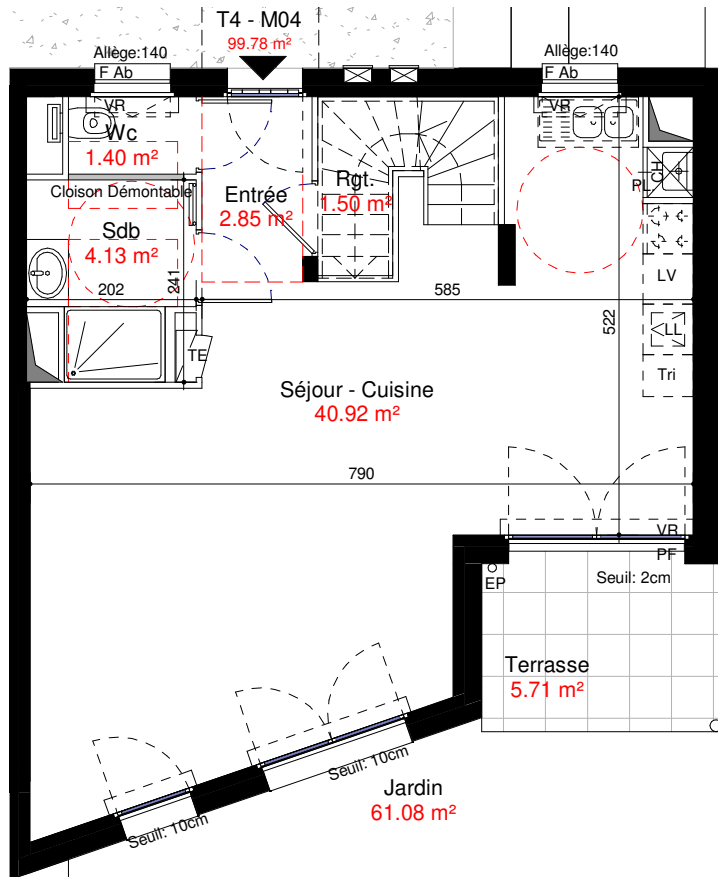 T4 - M04
99.78 m²
Allège:140
F Ab
VR
Allège:140
F Ab
VR
Wc
1.40 m²
Cloison Démontable
Entrée
2.85 m²
Rgt.
1.50 m²
PL
CH
Sdb
4.13 m²
202
241
585
522
LV
LL
Tri
TE
Séjour - Cuisine
40.92 m²
790
VR
PF
EP
Seuil: 2cm
Terrasse
5.71 m²
Seuil: 10cm
Seuil: 10cm
Jardin
61.08 m²